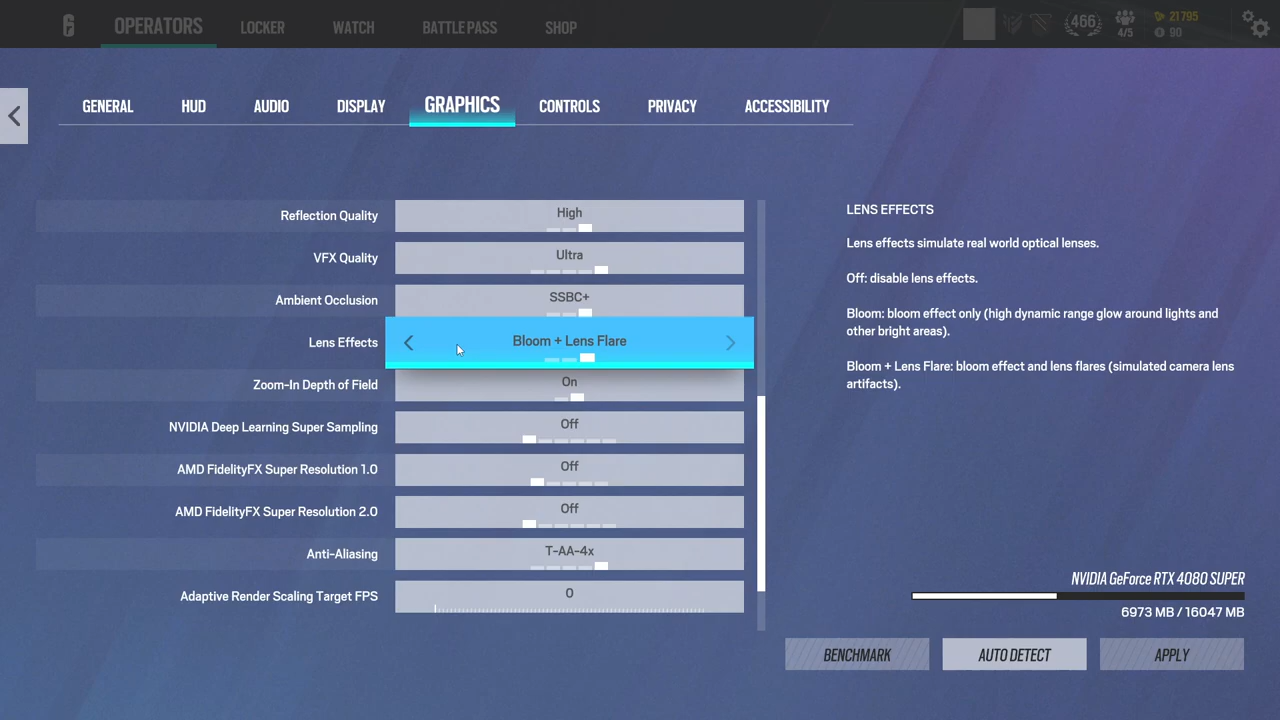 6 OPERATORS LOCKER WATCH BATTLE PASS SHOP 466 4/5 21795
90
GENERAL HUD AUDIO DISPLAY GRAPHICS CONTROLS PRIVACY ACCESSIBILITY
Reflection Quality High
VFX Quality Ultra
Ambient Occlusion SSBC+
Lens Effects Bloom + Lens Flare
Zoom-In Depth of Field On
NVIDIA Deep Learning Super Sampling Off
AMD FidelityFX Super Resolution 1.0 Off
AMD FidelityFX Super Resolution 2.0 Off
Anti-Aliasing T-AA-4x
Adaptive Render Scaling Target FPS 0
LENS EFFECTS
Lens effects simulate real world optical lenses.
Off: disable lens effects.
Bloom: bloom effect only (high dynamic range glow around lights and
other bright areas).
Bloom + Lens Flare: bloom effect and lens flares (simulated camera lens
artifacts).
NVIDIA GeForce RTX 4080 SUPER
6973 MB / 16047 MB
BENCHMARK AUTO DETECT APPLY